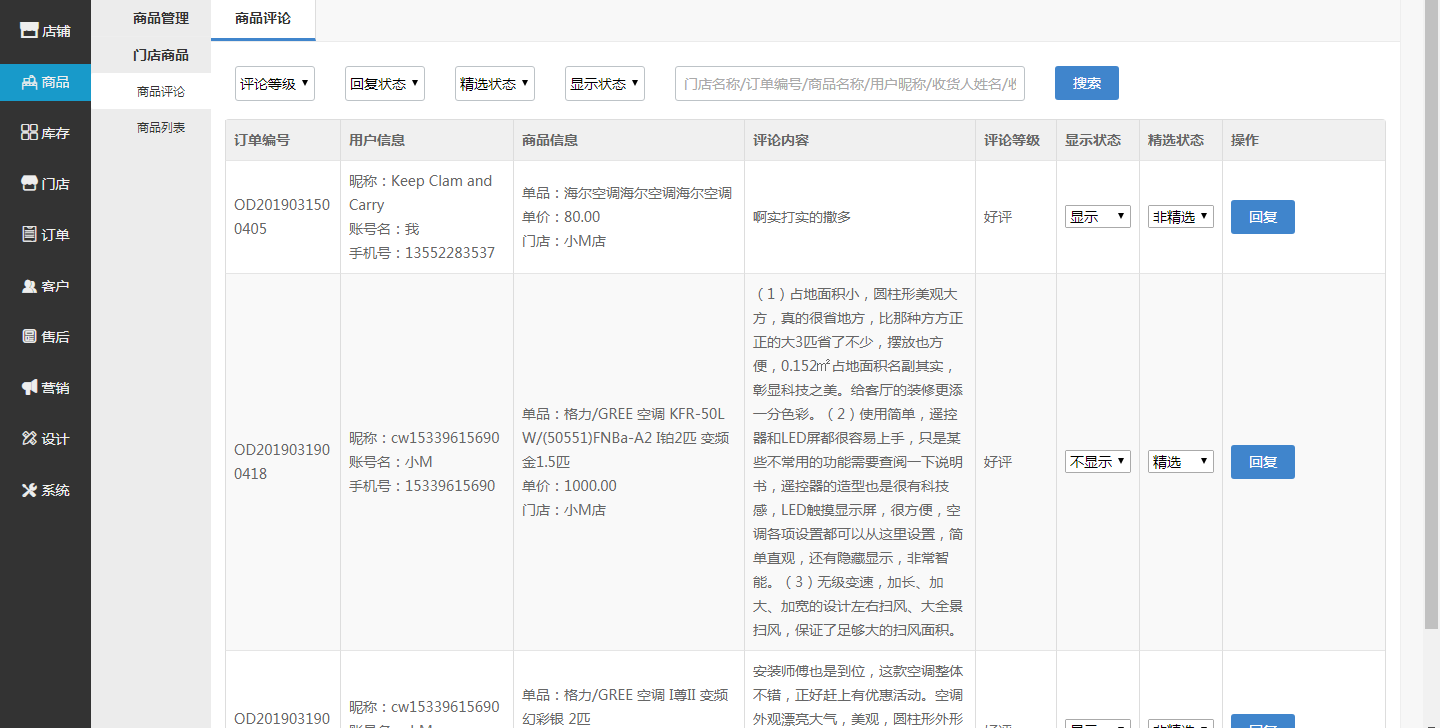 店铺
商品
库存
门店
订单
客户
售后
营销
设计
系统
商品管理
门店商品
商品评论
商品列表
商品评论
评论等级 回复状态 精选状态 显示状态 门店名称/订单编号/商品名称/用户昵称/收货人姓名/收 搜索
订单编号 用户信息 商品信息 评论内容 评论等级 显示状态 精选状态 操作
OD201903150
0405
昵称：Keep Clam and
Carry
账号名：我
手机号：13552283537
单品：海尔空调海尔空调海尔空调
单价：80.00
门店：小M店
啊实打实的撒多
好评
显示
非精选
回复
OD201903190
0418
昵称：cw15339615690
账号名：小M
手机号：15339615690
单品：格力/GREE 空调 KFR-50L
W/(50551)FNBa-A2 I铂2匹 变频
金1.5匹
单价：1000.00
门店：小M店
（1）占地面积小，圆柱形美观大
方，真的很省地方，比那种方方正
正的大3匹省了不少，摆放也方
便，0.152㎡占地面积名副其实，
彰显科技之美。给客厅的装修更添
一分色彩。（2）使用简单，遥控
器和LED屏都很容易上手，只是某
些不常用的功能需要查阅一下说明
书，遥控器的造型也是很有科技
感，LED触摸显示屏，很方便，空
调各项设置都可以从这里设置，简
单直观，还有隐藏显示，非常智
能。（3）无级变速，加长、加
大、加宽的设计左右扫风、大全景
扫风，保证了足够大的扫风面积。
好评
不显示
精选
回复
OD201903190
昵称：cw15339615690
单品：格力/GREE 空调 I尊II 变频
幻彩银 2匹
安装师傅也是到位，这款空调整体
不错，正好赶上有优惠活动。空调
外观漂亮大气，美观，圆柱形外形